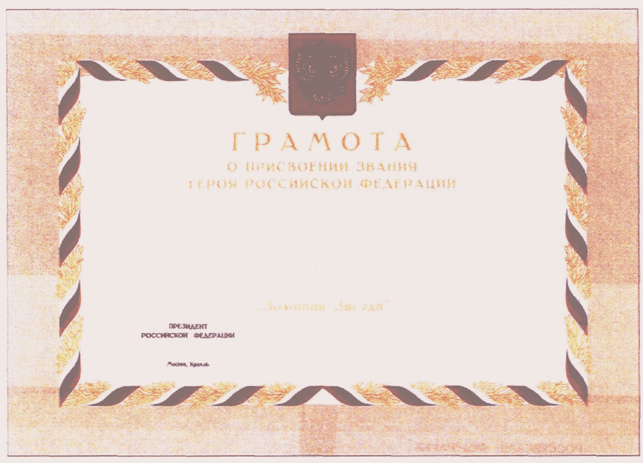 ГРАМОТА
О ПРИСВОЕНИИ ЗВАНИЯ
ГЕРОЯ РОССИЙСКОЙ ФЕДЕРАЦИИ
„Золотая Звезда"
ПРЕЗИДЕНТ
РОССИЙСКОЙ ФЕДЕРАЦИИ
Москва, Кремль